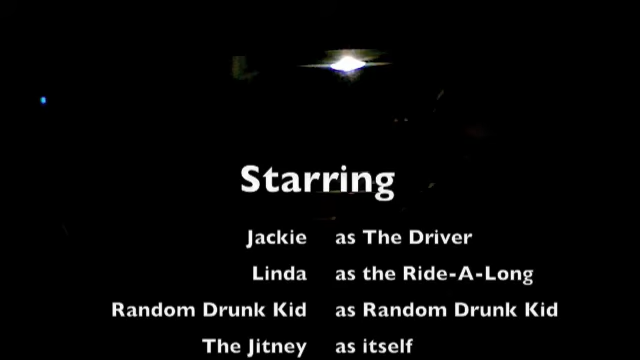 Starring
Jackie as The Driver
Linda as the Ride-A-Long
Random Drunk Kid as Random Drunk Kid
The Jitney as itself